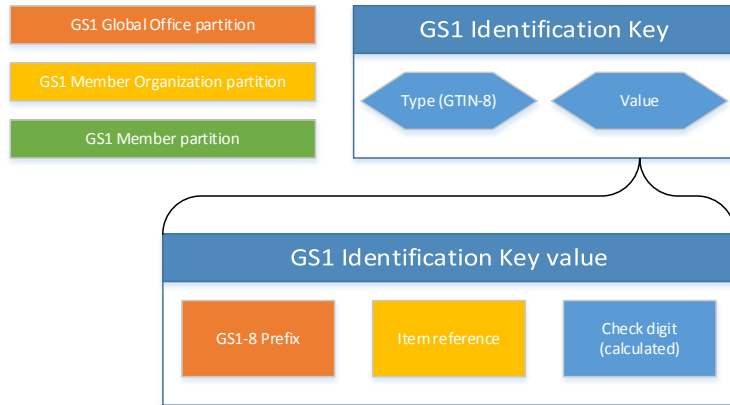 GS1 Global Office partition
GS1 Member Organization partition
GS1 Member partition
GS1 Identification Key
Type (GTIN-8)
Value
GS1 Identification Key value
GS1-8 Prefix
Item reference
Check digit
(calculated)